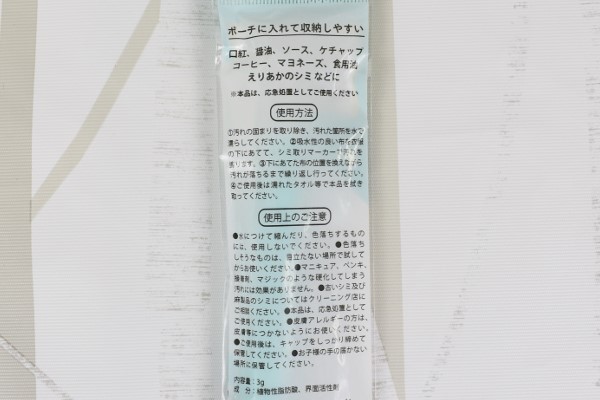 ポーチに入れて収納しやすい
口紅、醤油、ソース、ケチャップ
コーヒー、マヨネーズ、食用油
えりあかのシミなどに
※本品は、応急処置としてご使用ください
使用方法
①汚れの固まりを取り除き、汚れた箇所を水で
濡らしてください。②吸水性の良い布を衣類
の下にあてて、シミ取りマーカーで汚れを
塗ります。③下にあてた布の位置を換えながら
汚れが落ちるまで繰り返し行ってください。
④ご使用後は濡れたタオル等で本品を拭き
取ってください。
使用上のご注意
●水につけて縮んだり、色落ちするもの
には、使用しないでください。●色落ち
しそうなものは、目立たない場所で試して
からお使いください。●マニキュア、ペンキ、
接着剤、マジックのような硬化してしまう
汚れには効果がありません。●古いシミ及び
麻製品のシミについてはクリーニング店に
ご相談ください。●本品は、応急処置として
ご使用ください。●皮膚アレルギーの方は、
皮膚等につかないようにお使いください。
●ご使用後は、キャップをしっかり締めて
保管してください。●お子様の手の届かない
場所に保管してください。
内容量：3g
成 分：植物性脂肪酸、界面活性剤